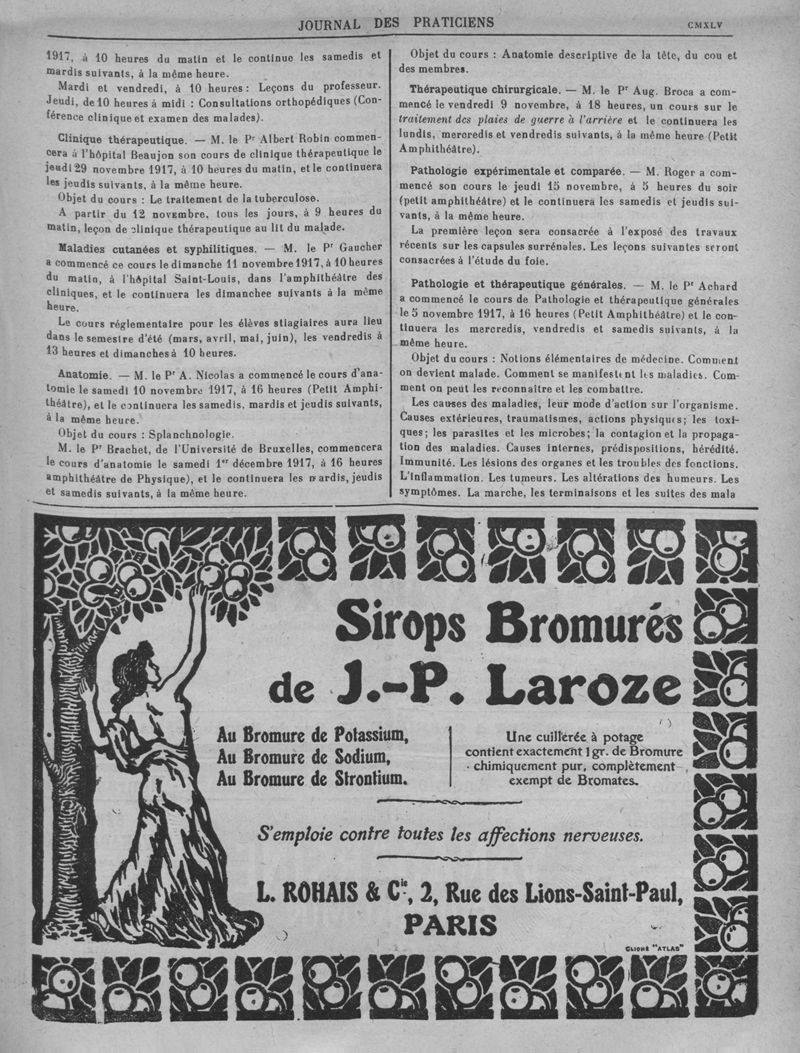 JOURNAL DES PRATICIENS
CMXLV
1917, à 10 heures du matin et le continue les samedis et
mardis suivants, à la même heure.
Mardi et vendredi, à 10 heures : Leçons du professeur.
Jeudi, de 10 heures à midi : Consultations orthopédiques (Con-
férence clinique et examen des malades).
Clinique thérapeutique. — M. le Pr Albert Robin commen-
cera à l'hôpital Beaujon son cours de clinique thérapeutique le
jeudi 29 novembre 1917, à 10 heures du matin, et le continuera
les jeudis suivants, à la même heure.
Objet du cours : Le traitement de la tuberculose.
A partir du 12 novembre, tous les jours, à 9 heures du
matin, leçon de clinique thérapeutique au lit du malade.
Maladies cutanées et syphilitiques. — M. le Pr Gaucher
a commencé ce cours le dimanche 11 novembre 1917, à 10 heures
du matin, à l'hôpital Saint-Louis, dans l'amphithéâtre des
cliniques, et le continuera les dimanchee suivants à la même
heure.
Le cours réglementaire pour les élèves stiagiaires aura lieu
dans le semestre d'été (mars, avril, mai, juin), les vendredis à
13 heures et dimanches à 10 heures.
Anatomie. — M. le Pr A. Nicolas a commencé le cours d'ana-
tomie le samedi 10 novembre 1917, à 16 heures (Petit Amphi-
théâtre), et le continuera les samedis, mardis et jeudis suivants,
à la même heure.
Objet du cours : Splanchnologie.
M. le Pr Brachet, de l'Université de Bruxelles, commencera
le cours d'anatomie le samedi 1er décembre 1917, à 16 heures
amphithéâtre de Physique), et le continuera les mardis, jeudis
et samedis suivants, à la même heure.
Objet du cours : Anatomie descriptive de la tête, du cou et
des membres.
Thérapeutique chirurgicale. — M. le Pr Aug. Broca a com-
mencé le vendredi 9 novembre, à 18 heures, un cours sur le
traitement des plaies de guerre à l'arrière et le continuera les
lundis, mercredis et vendredis suivants, à la même heure (Petit
Amphithéâtre).
Pathologie expérimentale et comparée. — M. Roger a com-
mencé son cours le jeudi 15 novembre, à 5 heures du soir
(petit amphithéâtre) et le continuera les samedis et jeudis sui-
vants, à la même heure.
La première leçon sera consacrée à l'exposé des travaux
récents sur les capsules surrénales. Les leçons suivantes seront
consacrées à l'étude du foie.
Pathologie et thérapeutique générales. — M. le Pr Achard
a commencé le cours de Pathologie et thérapeutique générales
le 5 novembre 1917, à 16 heures (Petit Amphithéâtre) et le con-
tinuera les mercredis, vendredis et samedis suivants, à la
même heure.
Objet du cours : Notions élémentaires de médecine. Comment
on devient malade. Comment se manifestent les maladies. Com-
ment on peut les reconnaître et les combattre.
Les causes des maladies, leur mode d'action sur l'organisme.
Causes extérieures, traumatismes, actions physiques; les toxi-
ques; les parasites et les microbes; la contagion et la propaga-
tion des maladies. Causes internes, prédispositions, hérédité.
Immunité. Les lésions des organes et les troubles des fonctions.
L'inflammation. Les tumeurs. Les altérations des humeurs. Les
symptômes. La marche, les terminaisons et les suites des mala
Sirops Bromurés
de J.-P. Laroze
Au Bromure de Potassium,
Au Bromure de Sodium,
Au Bromure de Strontium.
Une cuillerée à potage
contient exactement 1 gr. de Bromure
chimiquement pur, complètement
exempt de Bromates.
S'emploie contre toutes les affections nerveuses.
L. ROHAIS & Cie, 2, Rue des Lions-Saint-Paul,
PARIS
CLICHÉ "ATLAS"